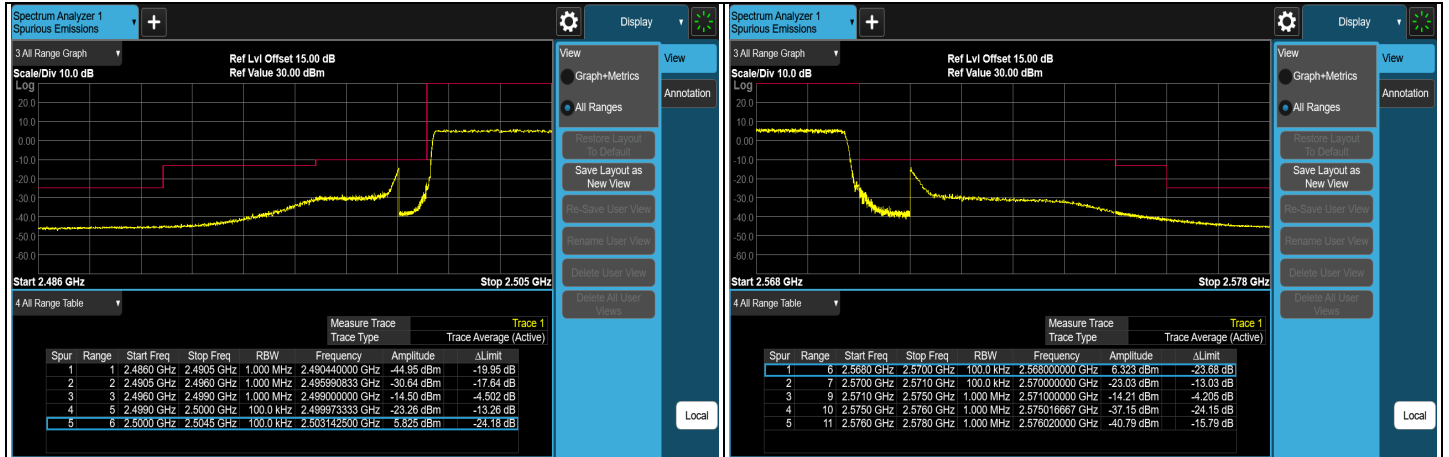 Spectrum Analyzer 1
Spurious Emissions
+
Display
3 All Range Graph
Ref Lvl Offset 15.00 dB
Scale/Div 10.0 dB
Ref Value 30.00 dBm
Log
20.0
10.0
0.00
-10.0
-20.0
-30.0
-40.0
-50.0
-60.0
Start 2.486 GHz
Stop 2.505 GHz
4 All Range Table
Measure Trace Trace 1
Trace Type Trace Average (Active)
Spur Range Start Freq Stop Freq RBW Frequency Amplitude ΔLimit
1 1 2.4860 GHz 2.4905 GHz 1.000 MHz 2.490440000 GHz -44.95 dBm -19.95 dB
2 2 2.4905 GHz 2.4960 GHz 1.000 MHz 2.495990833 GHz -30.64 dBm -17.64 dB
3 3 2.4960 GHz 2.4990 GHz 1.000 MHz 2.499000000 GHz -14.50 dBm -4.502 dB
4 5 2.4990 GHz 2.5000 GHz 100.0 kHz 2.499973333 GHz -23.26 dBm -13.26 dB
5 6 2.5000 GHz 2.5045 GHz 100.0 kHz 2.503142500 GHz 5.825 dBm -24.18 dB
View
Graph+Metrics
All Ranges
Restore Layout
To Default
Save Layout as
New View
Re-Save User View
Rename User View
Delete User View
Delete All User
Views
View
Annotation
Local
Spectrum Analyzer 1
Spurious Emissions
+
Display
3 All Range Graph
Ref Lvl Offset 15.00 dB
Scale/Div 10.0 dB
Ref Value 30.00 dBm
Log
20.0
10.0
0.00
-10.0
-20.0
-30.0
-40.0
-50.0
-60.0
Start 2.568 GHz
Stop 2.578 GHz
4 All Range Table
Measure Trace Trace 1
Trace Type Trace Average (Active)
Spur Range Start Freq Stop Freq RBW Frequency Amplitude ΔLimit
1 6 2.5680 GHz 2.5700 GHz 100.0 kHz 2.568000000 GHz 6.323 dBm -23.68 dB
2 7 2.5700 GHz 2.5710 GHz 100.0 kHz 2.570000000 GHz -23.03 dBm -13.03 dB
3 9 2.5710 GHz 2.5750 GHz 1.000 MHz 2.571000000 GHz -14.21 dBm -4.205 dB
4 10 2.5750 GHz 2.5760 GHz 1.000 MHz 2.575016667 GHz -37.15 dBm -24.15 dB
5 11 2.5760 GHz 2.5780 GHz 1.000 MHz 2.576020000 GHz -40.79 dBm -15.79 dB
View
Graph+Metrics
All Ranges
Restore Layout
To Default
Save Layout as
New View
Re-Save User View
Rename User View
Delete User View
Delete All User
Views
View
Annotation
Local